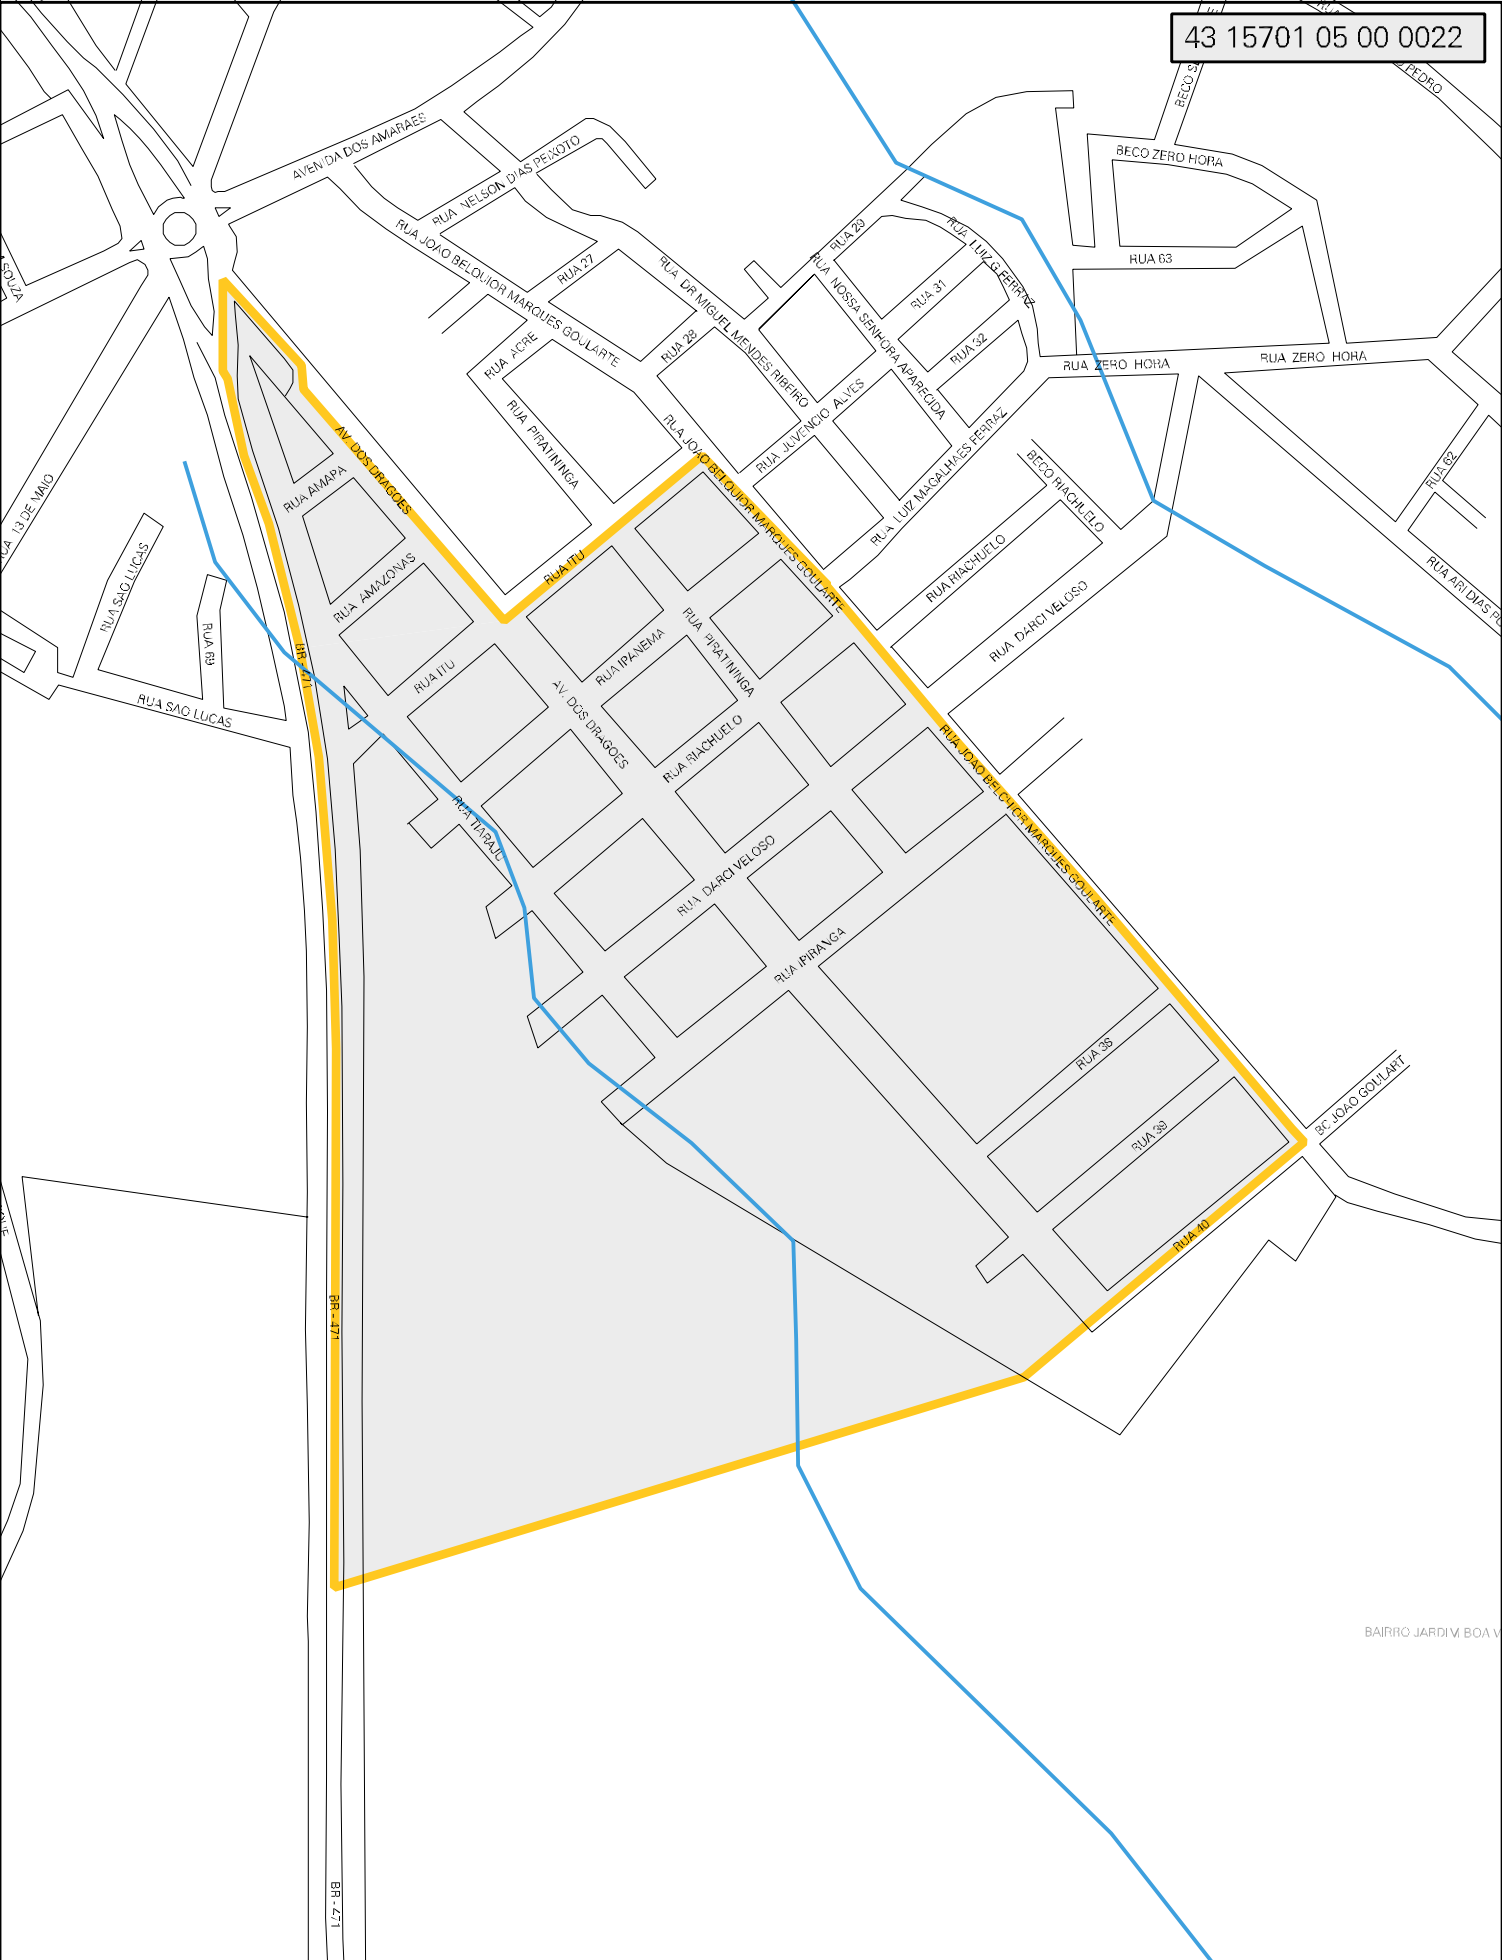 43 15701 05 00 0022
PEDRO
BECO ZERO HORA
AVENIDA DOS AMARAES
RUA NELSON DIAS PEIXOTO
RUA JOAO BELQUIOR MARQUES GOULARTE
RUA 27
RUA DR MIGUEL MENDES RIBEIRO
RUA 29
RUA LUIZ G FERRAZ
RUA 63
RUA NOSSA SENHORA APARECIDA
RUA 31
RUA 32
RUA 28
RUA ACRE
RUA PIRATININGA
RUA ZERO HORA
RUA ZERO HORA
RUA JUVENCIO ALVES
RUA LUIZ MAGALHAES FERRAZ
RUA JOAO BELQUIOR MARQUES GOULARTE
AV. DOS DRAGOES
RUA AMAPA
BECO RIACHUELO
RUA 62
13 DE MAIO
SOUZA
RUA SAO LUCAS
RUA 69
RUA SAO LUCAS
RUA AMAZONAS
RUA ITU
RUA ITU
RUA IPANEMA
RUA PIRATININGA
RUA RIACHUELO
RUA DARCI VELOSO
RUA ARI DIAS
BR - 471
AV. DOS DRAGOES
RUA RIACHUELO
RUA JOAO BELCHIOR MARQUES GOULARTE
RUA TIARAJU
RUA DARCI VELOSO
RUA IPIRANGA
RUA 38
RUA 39
BC JOAO GOULART
RUA 40
BR - 471
BAIRRO JARDIM BOA V
BR - 471